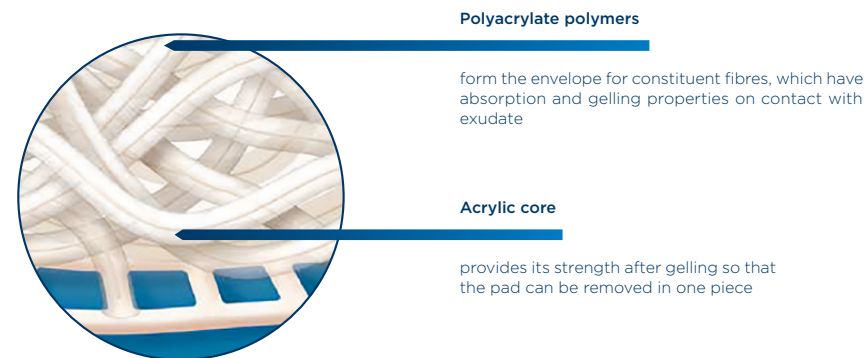 Polyacrylate polymers
form the envelope for constituent fibres, which have
absorption and gelling properties on contact with
exudate
Acrylic core
provides its strength after gelling so that
the pad can be removed in one piece